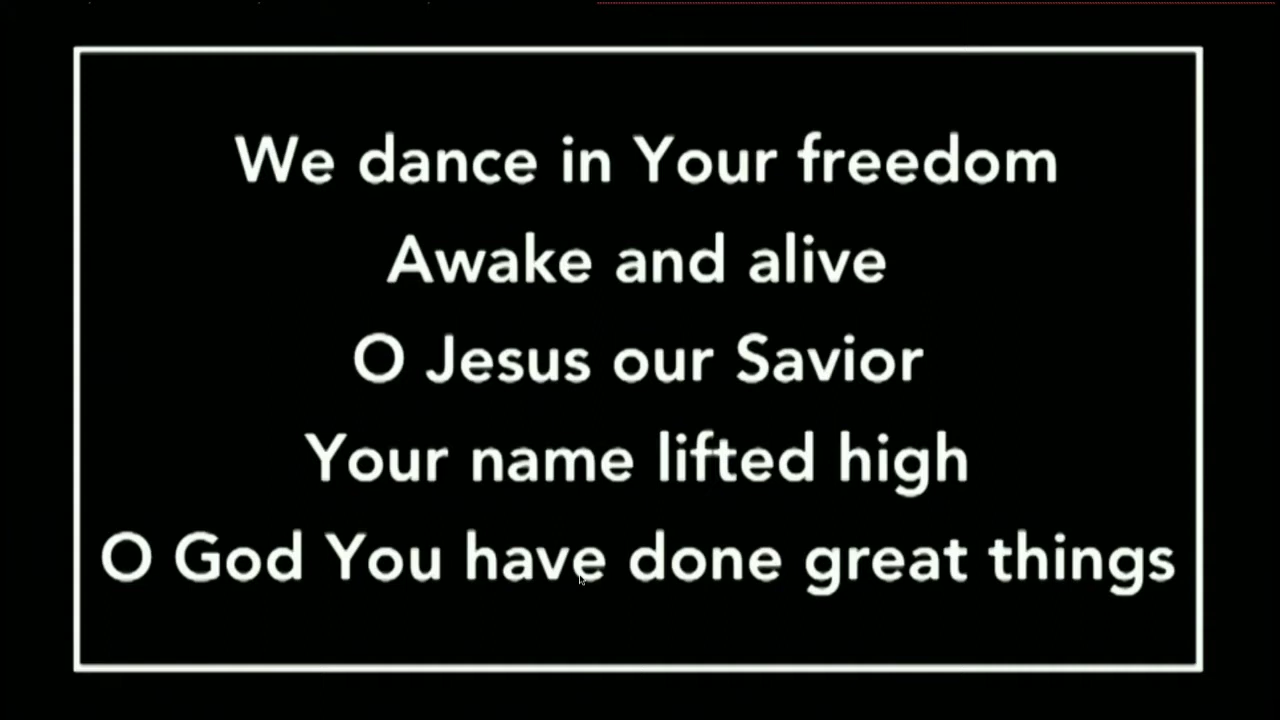 We dance in Your freedom
Awake and alive
O Jesus our Savior
Your name lifted high
O God You have done great things